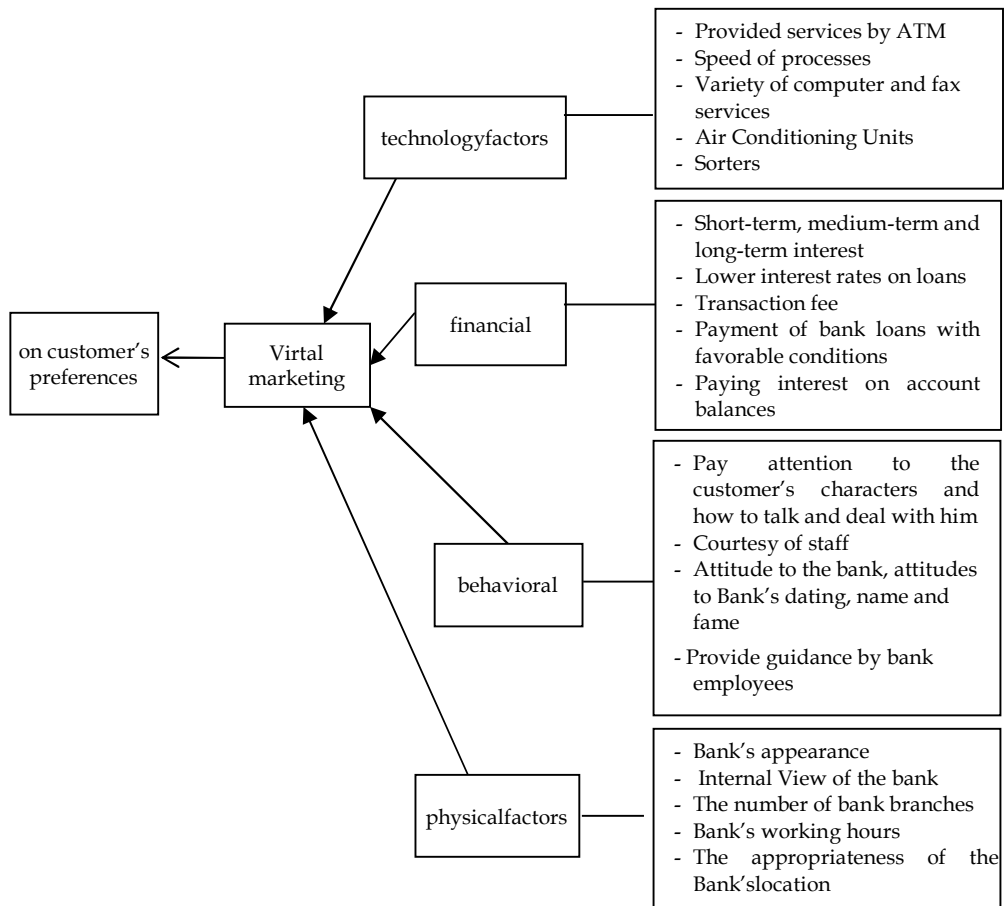 - Provided services by ATM
- Speed of processes
- Variety of computer and fax
services
- Air Conditioning Units
- Sorters
technologyfactors
- Short-term, medium-term and
long-term interest
- Lower interest rates on loans
- Transaction fee
- Payment of bank loans with
favorable conditions
- Paying interest on account
balances
financial
on customer's
preferences
Virtal
marketing
- Pay attention to the
customer's characters and
how to talk and deal with him
- Courtesy of staff
- Attitude to the bank, attitudes
to Bank's dating, name and
fame
- Provide guidance by bank
employees
behavioral
- Bank's appearance
- Internal View of the bank
- The number of bank branches
- Bank's working hours
- The appropriateness of the
Bank'slocation
physicalfactors